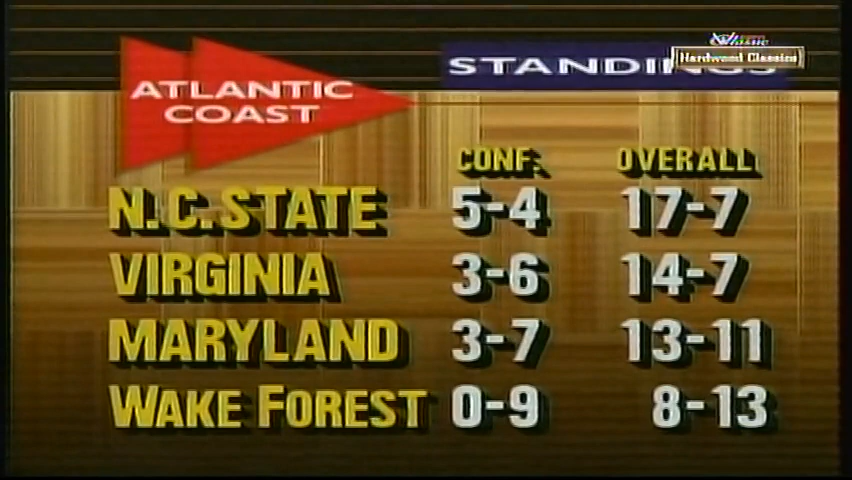 Classic
Hardwood Classics
ATLANTIC
COAST
STANDINGS
CONF. OVERALL
N.C. STATE 5-4 17-7
VIRGINIA 3-6 14-7
MARYLAND 3-7 13-11
WAKE FOREST 0-9 8-13